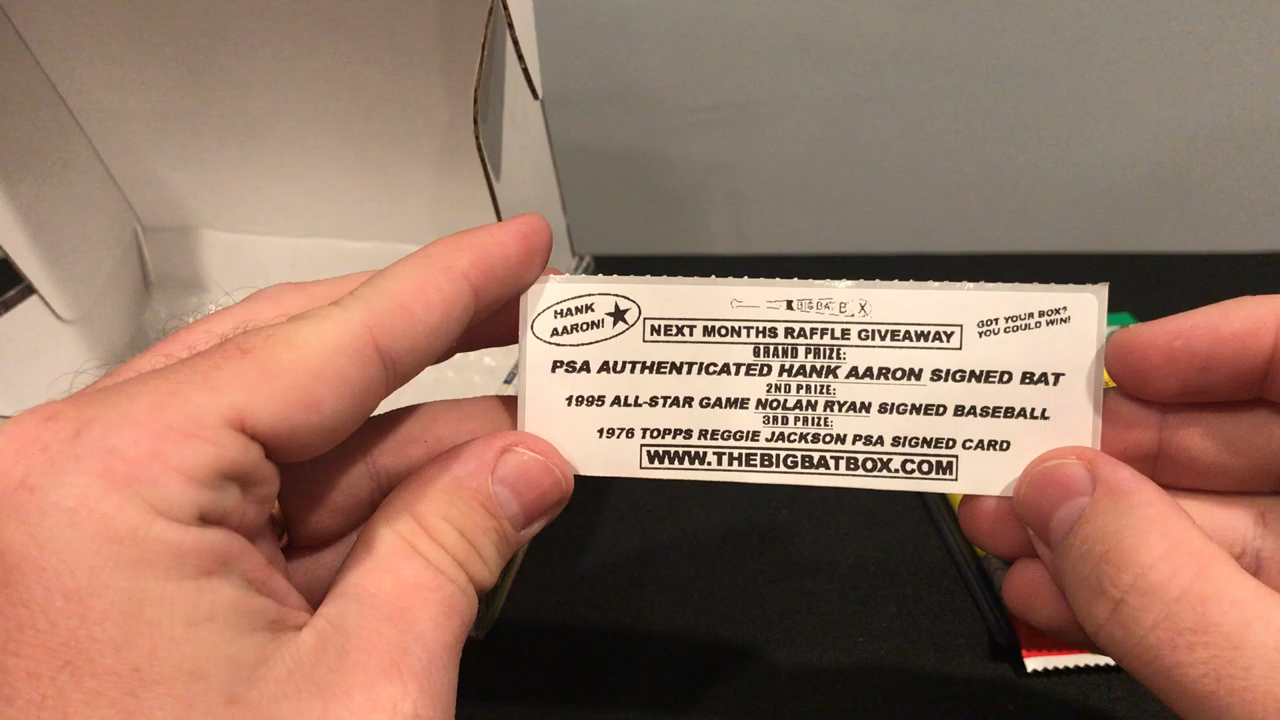 HANK
AARON!
BIGBATB X
GOT YOUR BOX?
YOU COULD WIN!
NEXT MONTHS RAFFLE GIVEAWAY
GRAND PRIZE:
PSA AUTHENTICATED HANK AARON SIGNED BAT
2ND PRIZE:
1995 ALL-STAR GAME NOLAN RYAN SIGNED BASEBALL
3RD PRIZE:
1976 TOPPS REGGIE JACKSON PSA SIGNED CARD
WWW.THEBIGBATBOX.COM